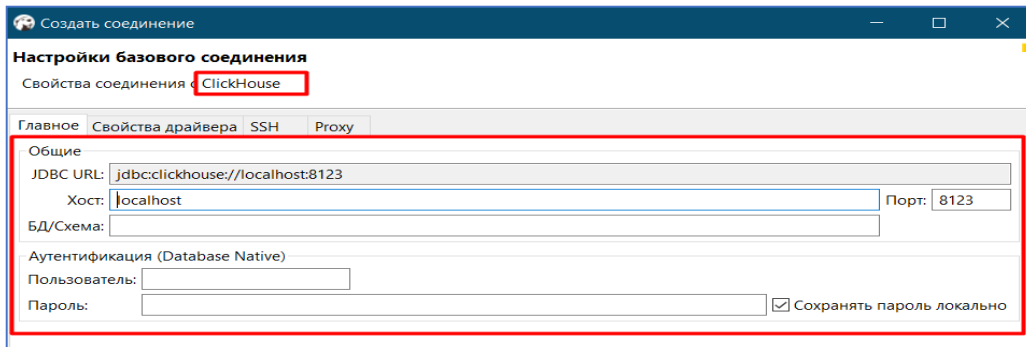 Создать соединение
Настройки базового соединения
Свойства соединения с ClickHouse
Главное Свойства драйвера SSH Proxy
Общие
JDBC URL: jdbc:clickhouse://localhost:8123
Хост: localhost Порт: 8123
БД/Схема:
Аутентификация (Database Native)
Пользователь:
Пароль: Сохранять пароль локально